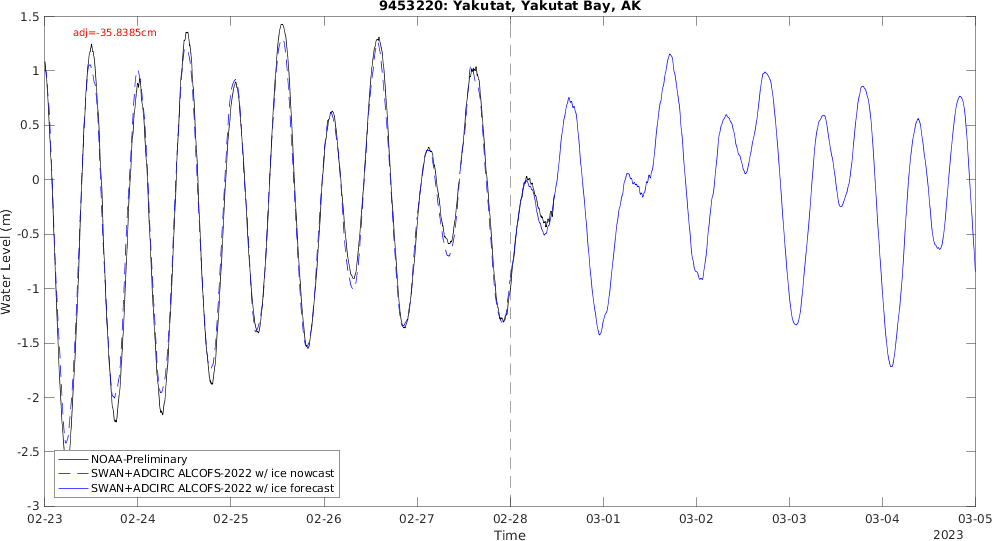 9453220: Yakutat, Yakutat Bay, AK
adj=-35.8385cm
1.5
1
0.5
0
-0.5
-1
-1.5
-2
-2.5
-3
Water Level (m)
NOAA-Preliminary
SWAN+ADCIRC ALCOFS-2022 w/ ice nowcast
SWAN+ADCIRC ALCOFS-2022 w/ ice forecast
02-23 02-24 02-25 02-26 02-27 02-28 03-01 03-02 03-03 03-04 03-05
Time
2023